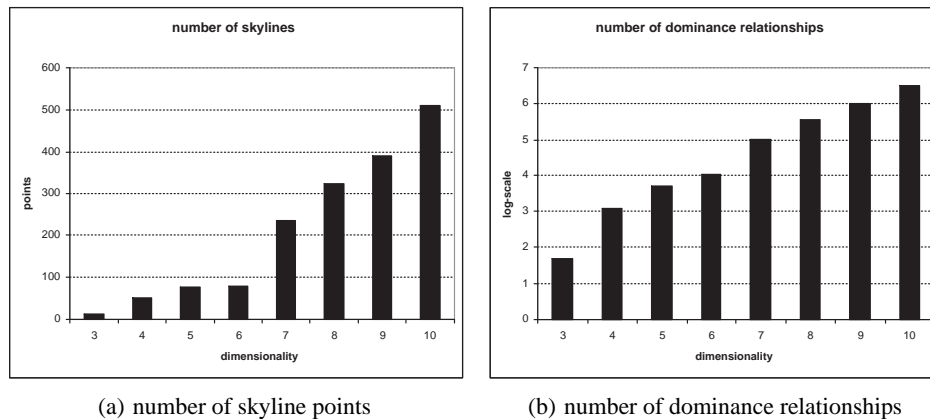 number of skylines
600
500
400
300
200
100
0
points
3 4 5 6 7 8 9 10
dimensionality
(a) number of skyline points
number of dominance relationships
7
6
5
4
3
2
1
0
log-scale
3 4 5 6 7 8 9 10
dimensionality
(b) number of dominance relationships